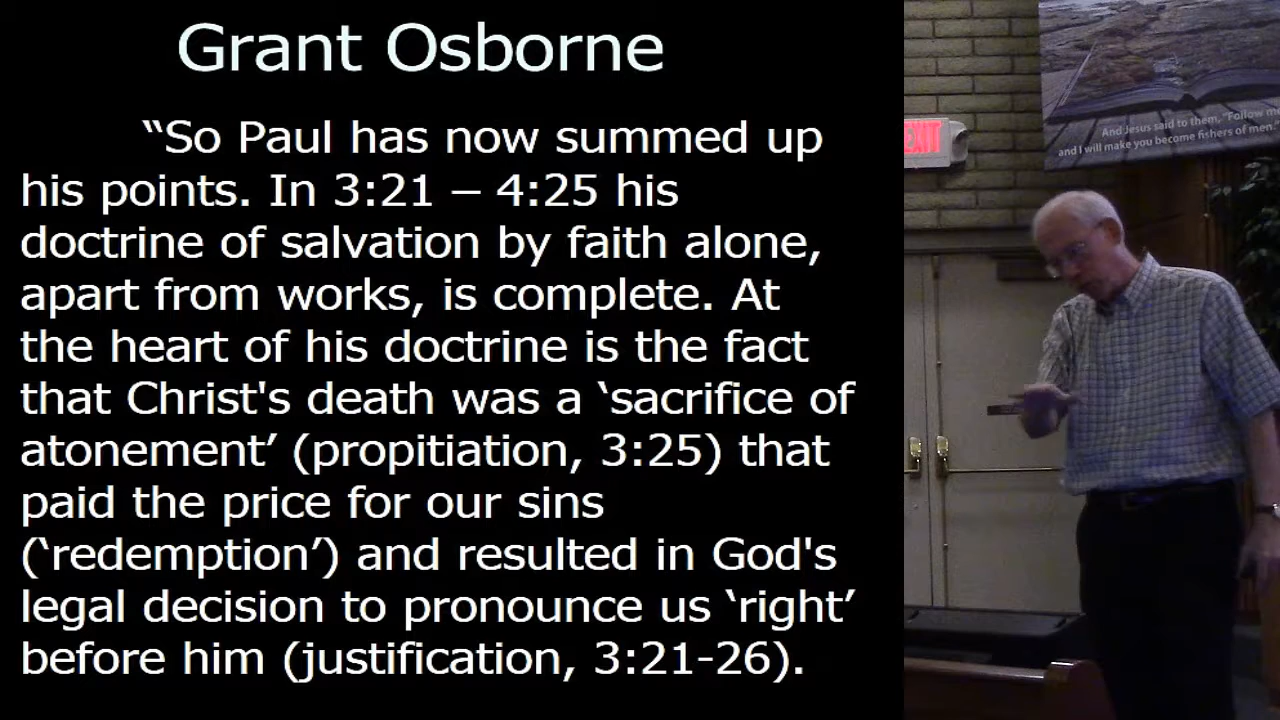 Grant Osborne
“So Paul has now summed up
his points. In 3:21 – 4:25 his
doctrine of salvation by faith alone,
apart from works, is complete. At
the heart of his doctrine is the fact
that Christ's death was a ‘sacrifice of
atonement’ (propitiation, 3:25) that
paid the price for our sins
(‘redemption’) and resulted in God's
legal decision to pronounce us ‘right’
before him (justification, 3:21-26).
EXIT
And Jesus said to them, "Follow me
and I will make you become fishers of men."